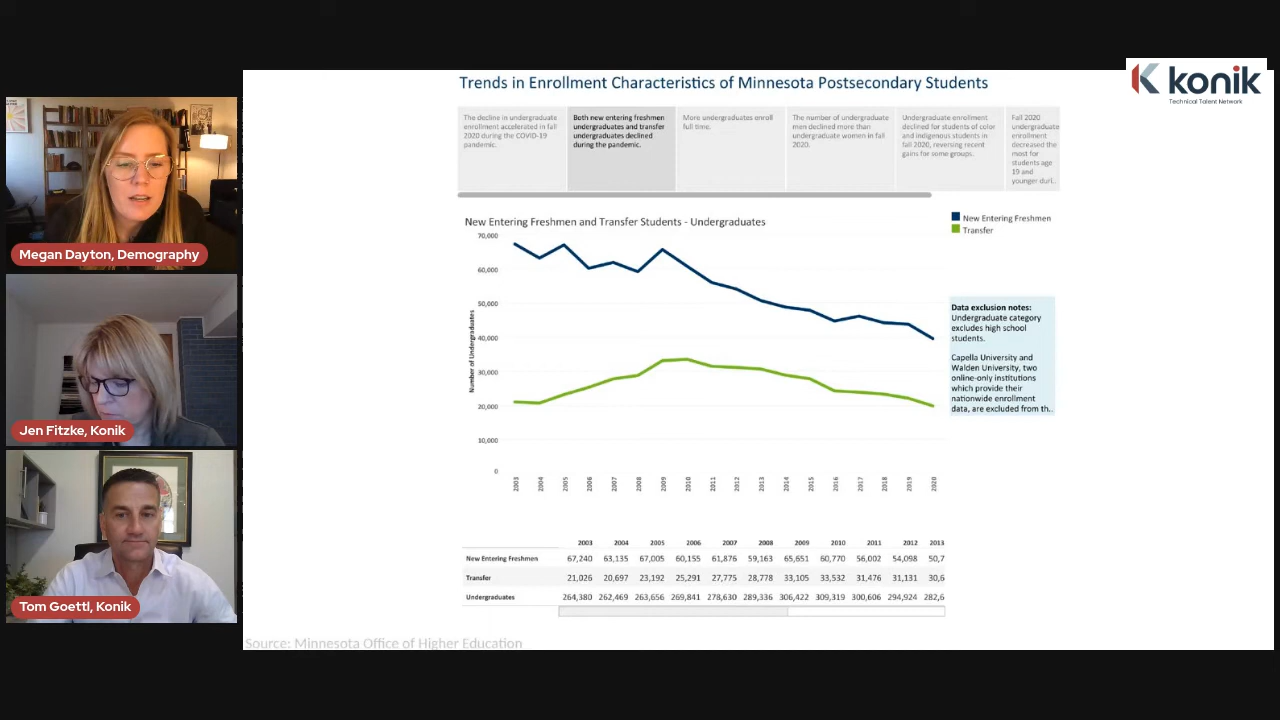 konik
Technical Talent Network
Megan Dayton, Demography
Jen Fitzke, Konik
Tom Goettl, Konik
Trends in Enrollment Characteristics of Minnesota Postsecondary Students
The decline in undergraduate
enrollment accelerated in fall
2020 during the COVID-19
pandemic.
Both new entering freshmen
undergraduates and transfer
undergraduates declined
during the pandemic.
More undergraduates enroll
full time.
The number of undergraduate
men declined more than
undergraduate women in fall
2020.
Undergraduate enrollment
declined for students of color
and indigenous students in
fall 2020, reversing recent
gains for some groups.
Fall 2020
undergraduate
enrollment
decreased the
most for
students age
19 and
younger duri..
New Entering Freshmen and Transfer Students - Undergraduates
New Entering Freshmen
Transfer
Number of Undergraduates
70,000
60,000
50,000
40,000
30,000
20,000
10,000
0
2003 2004 2005 2006 2007 2008 2009 2010 2011 2012 2013 2014 2015 2016 2017 2018 2019 2020
Data exclusion notes:
Undergraduate category
excludes high school
students.
Capella University and
Walden University, two
online-only institutions
which provide their
nationwide enrollment
data, are excluded from th..
2003 2004 2005 2006 2007 2008 2009 2010 2011 2012 2013
New Entering Freshmen 67,240 63,135 67,005 60,155 61,876 59,163 65,651 60,770 56,002 54,098 50,7
Transfer 21,026 20,697 23,192 25,291 27,775 28,778 33,105 33,532 31,476 31,131 30,6
Undergraduates 264,380 262,469 263,656 269,841 278,630 289,336 306,422 309,319 300,606 294,924 282,6
Source: Minnesota Office of Higher Education